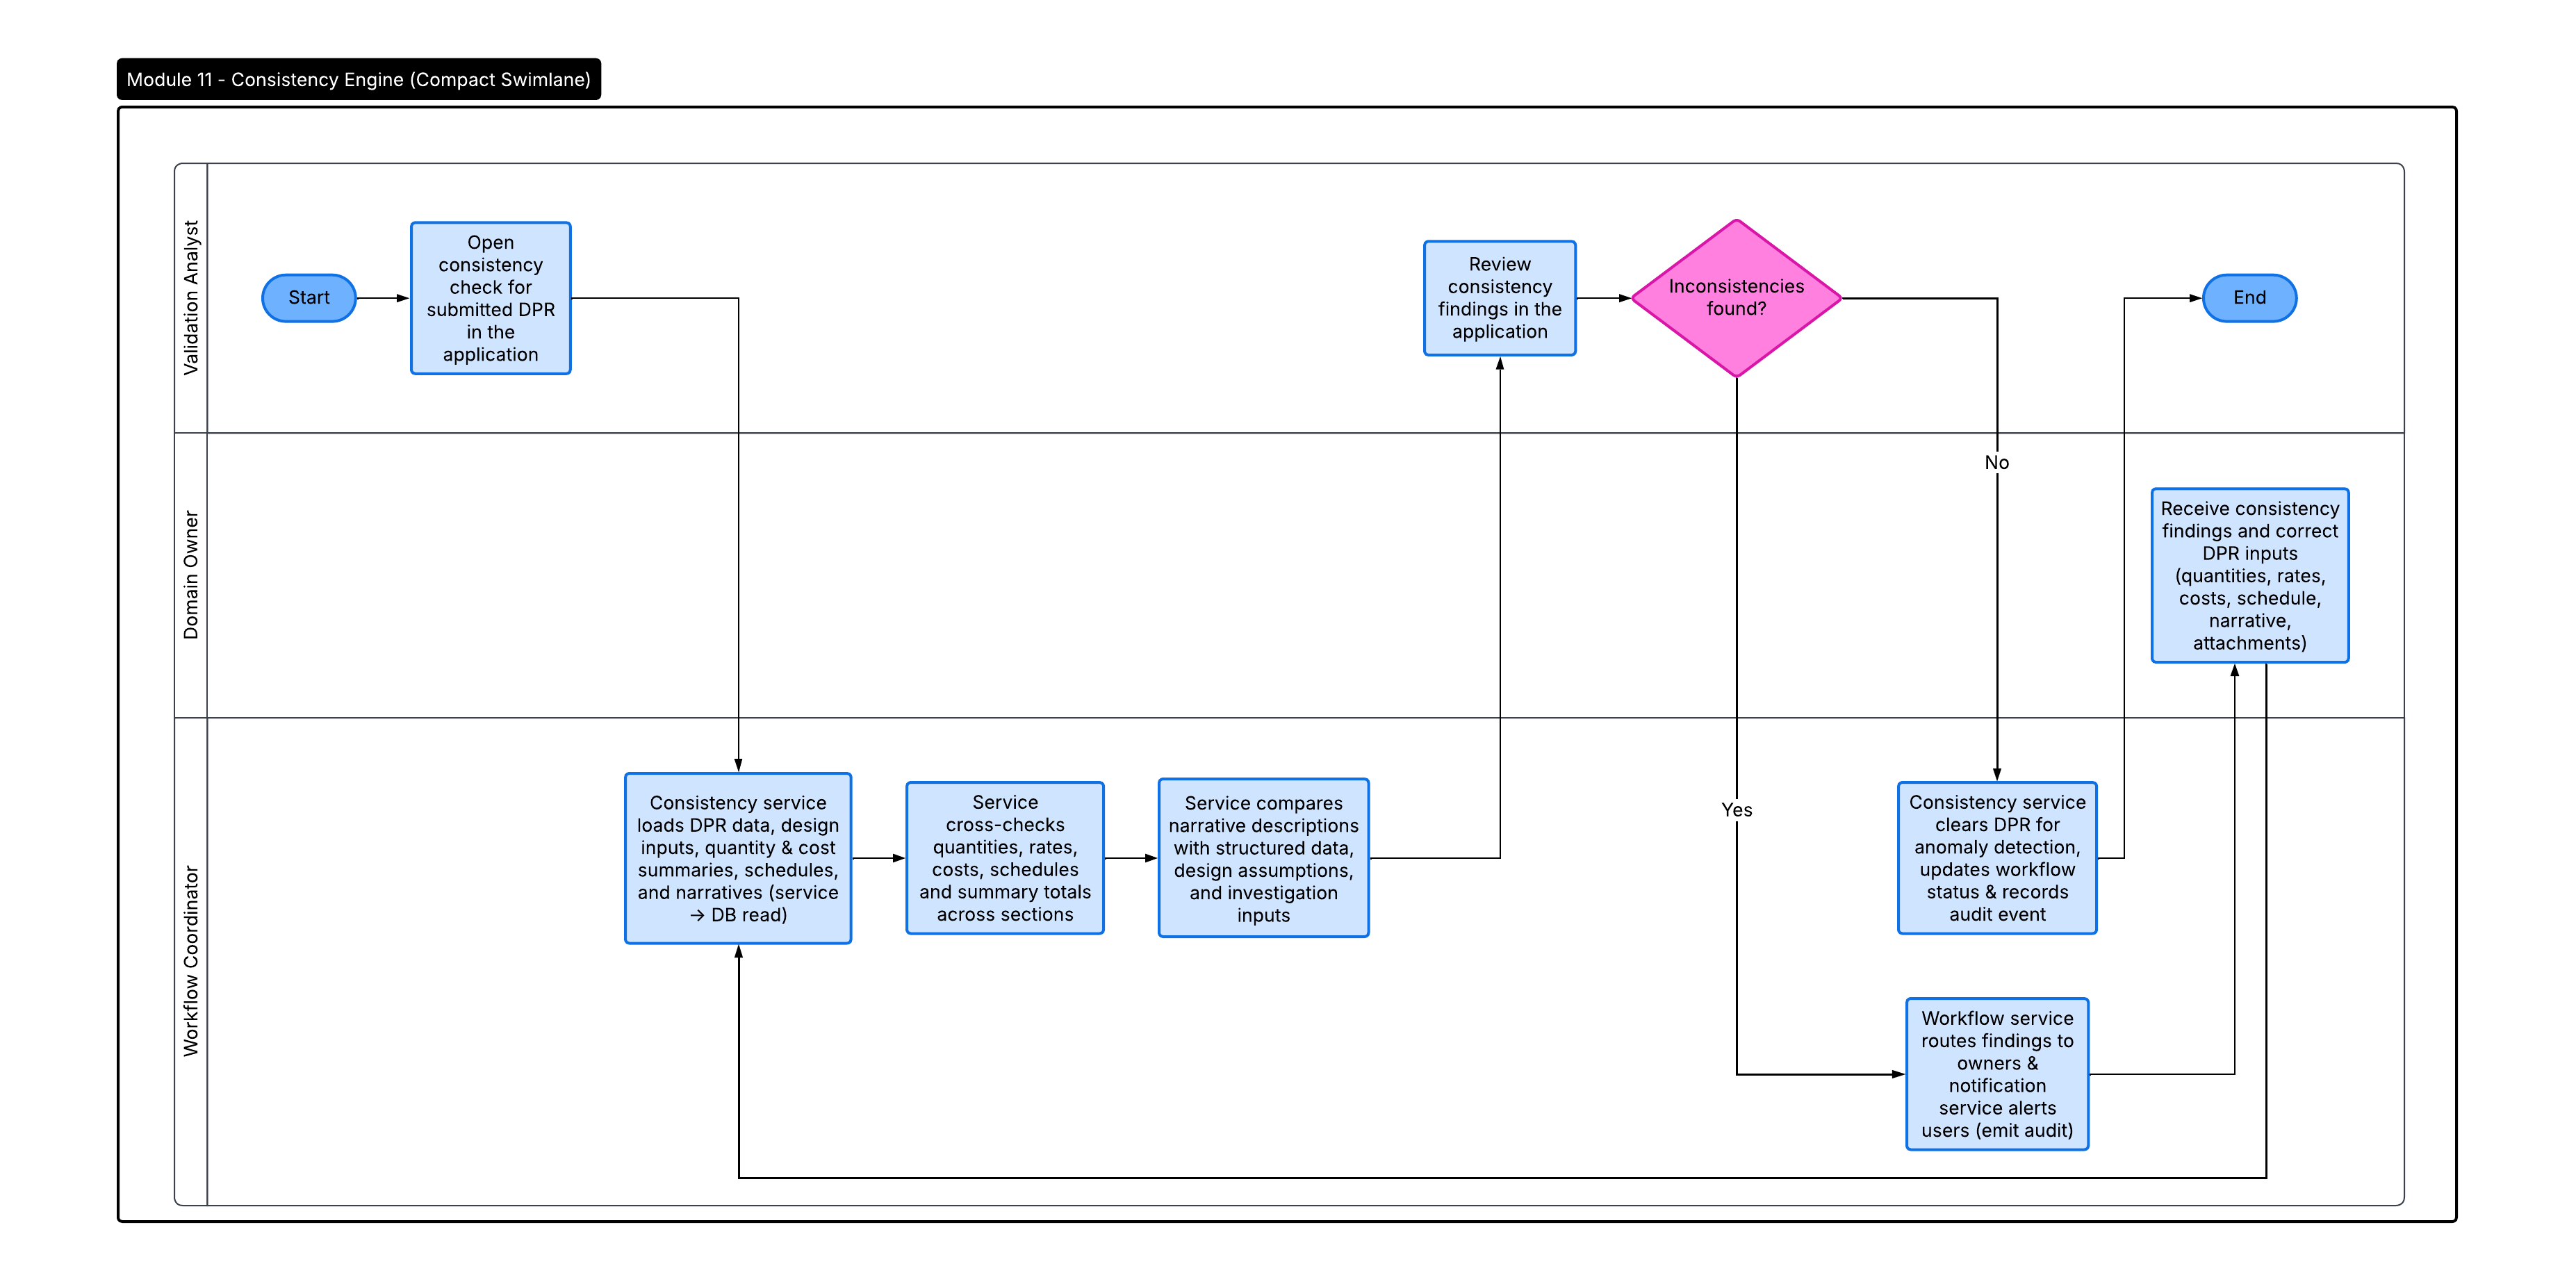 Module 11 - Consistency Engine (Compact Swimlane)
Validation Analyst
Start
Open
consistency
check for
submitted DPR
in the
application
Review
consistency
findings in the
application
Inconsistencies
found?
End
No
Domain Owner
Receive consistency
findings and correct
DPR inputs
(quantities, rates,
costs, schedule,
narrative,
attachments)
Workflow Coordinator
Consistency service
loads DPR data, design
inputs, quantity & cost
summaries, schedules,
and narratives (service
→ DB read)
Service
cross-checks
quantities, rates,
costs, schedules
and summary totals
across sections
Service compares
narrative descriptions
with structured data,
design assumptions,
and investigation
inputs
Yes
Consistency service
clears DPR for
anomaly detection,
updates workflow
status & records
audit event
Workflow service
routes findings to
owners &
notification
service alerts
users (emit audit)